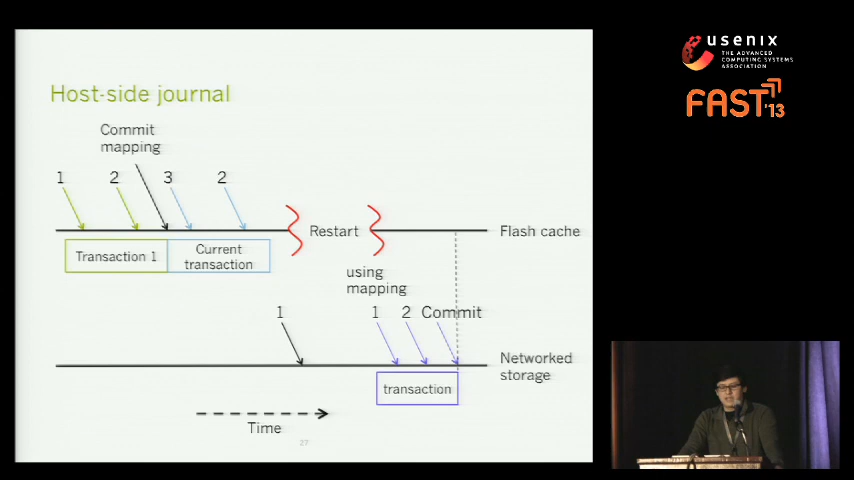 usenix
THE ADVANCED
COMPUTING SYSTEMS
ASSOCIATION
FAST '13
Host-side journal
Commit
mapping
1 2 3 2
Restart
Flash cache
Transaction 1
Current
transaction
using
mapping
1 1 2 Commit
Networked
storage
transaction
Time
27